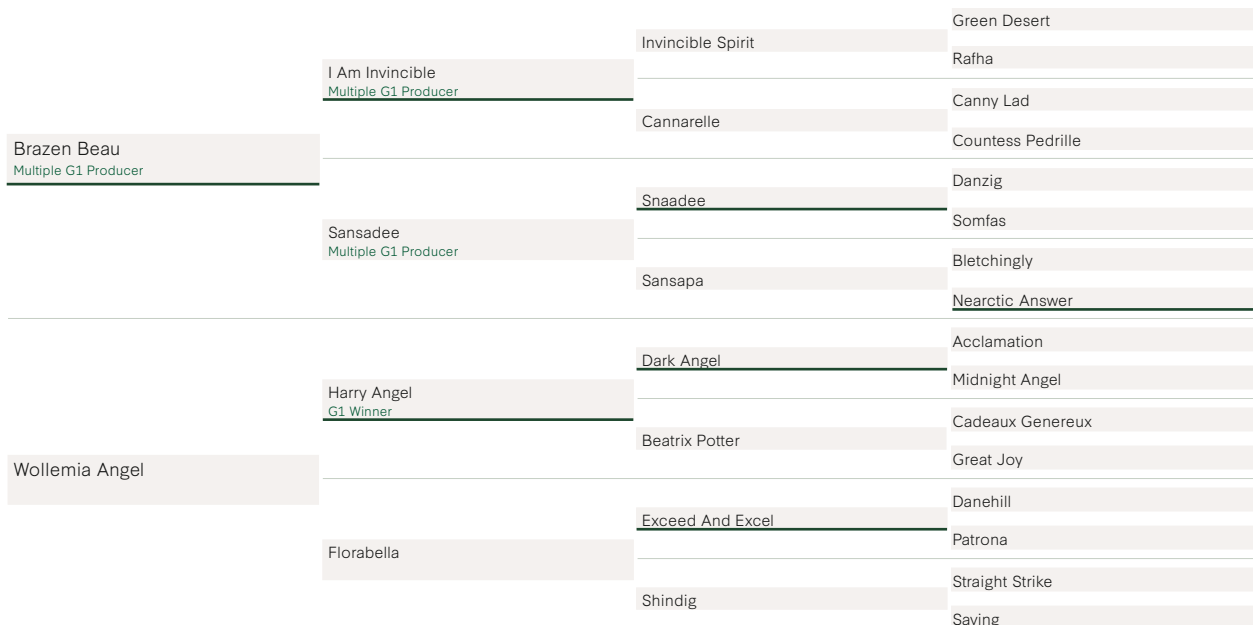 Brazen Beau
Multiple G1 Producer
Wollemia Angel
I Am Invincible
Multiple G1 Producer
Sansadee
Multiple G1 Producer
Harry Angel
G1 Winner
Florabella
Invincible Spirit
Cannarelle
Snaadee
Sansapa
Dark Angel
Beatrix Potter
Exceed And Excel
Shindig
Green Desert
Rafha
Canny Lad
Countess Pedrille
Danzig
Somfas
Bletchingly
Nearctic Answer
Acclamation
Midnight Angel
Cadeaux Genereux
Great Joy
Danehill
Patrona
Straight Strike
Saving